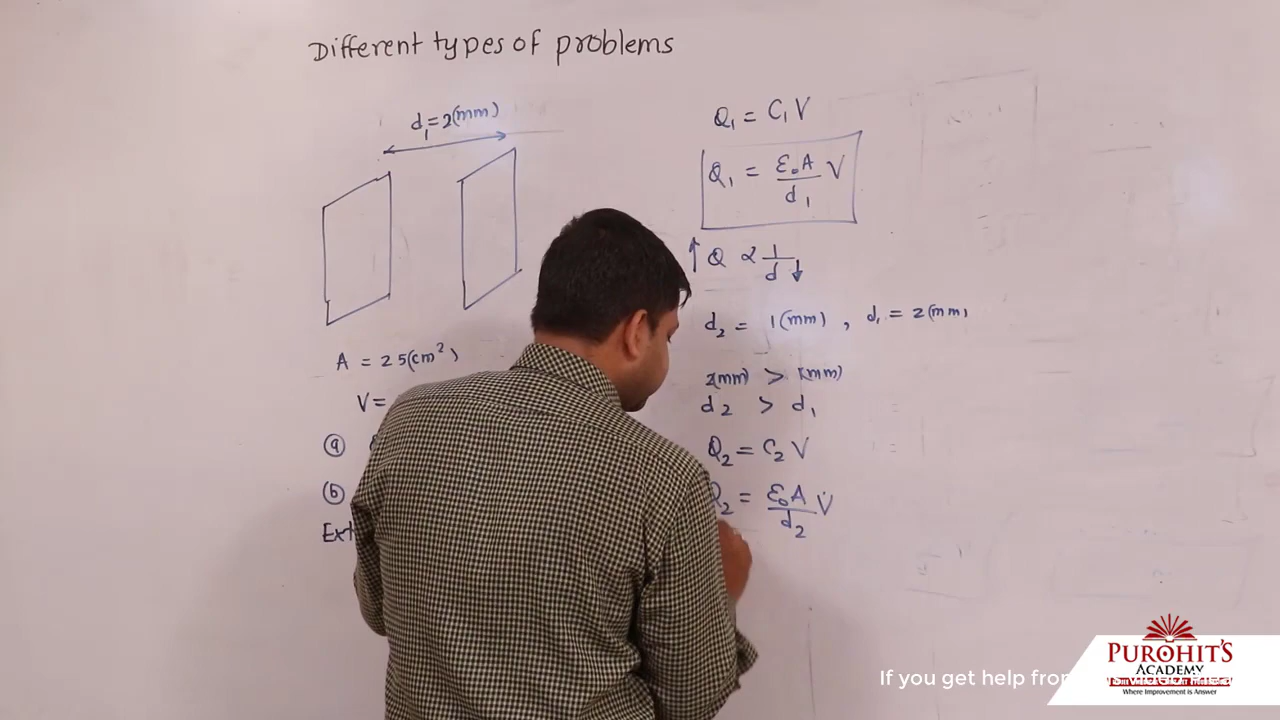 Different types of problems
d₁ = 2(mm)
A = 25(cm²)
V =
ⓐ
ⓑ
Ext
Q₁ = C₁ V
Q₁ = ε₀A/d₁ V
↑ Q ∝ 1/d ↓
d₂ = 1(mm) , d₁ = 2(mm)
2(mm) > 1(mm)
d₂ > d₁
Q₂ = C₂ V
Q₂ = ε₀A/d₂ V
If you get help from
PUROHIT'S
ACADEMY
Where Improvement is Answer